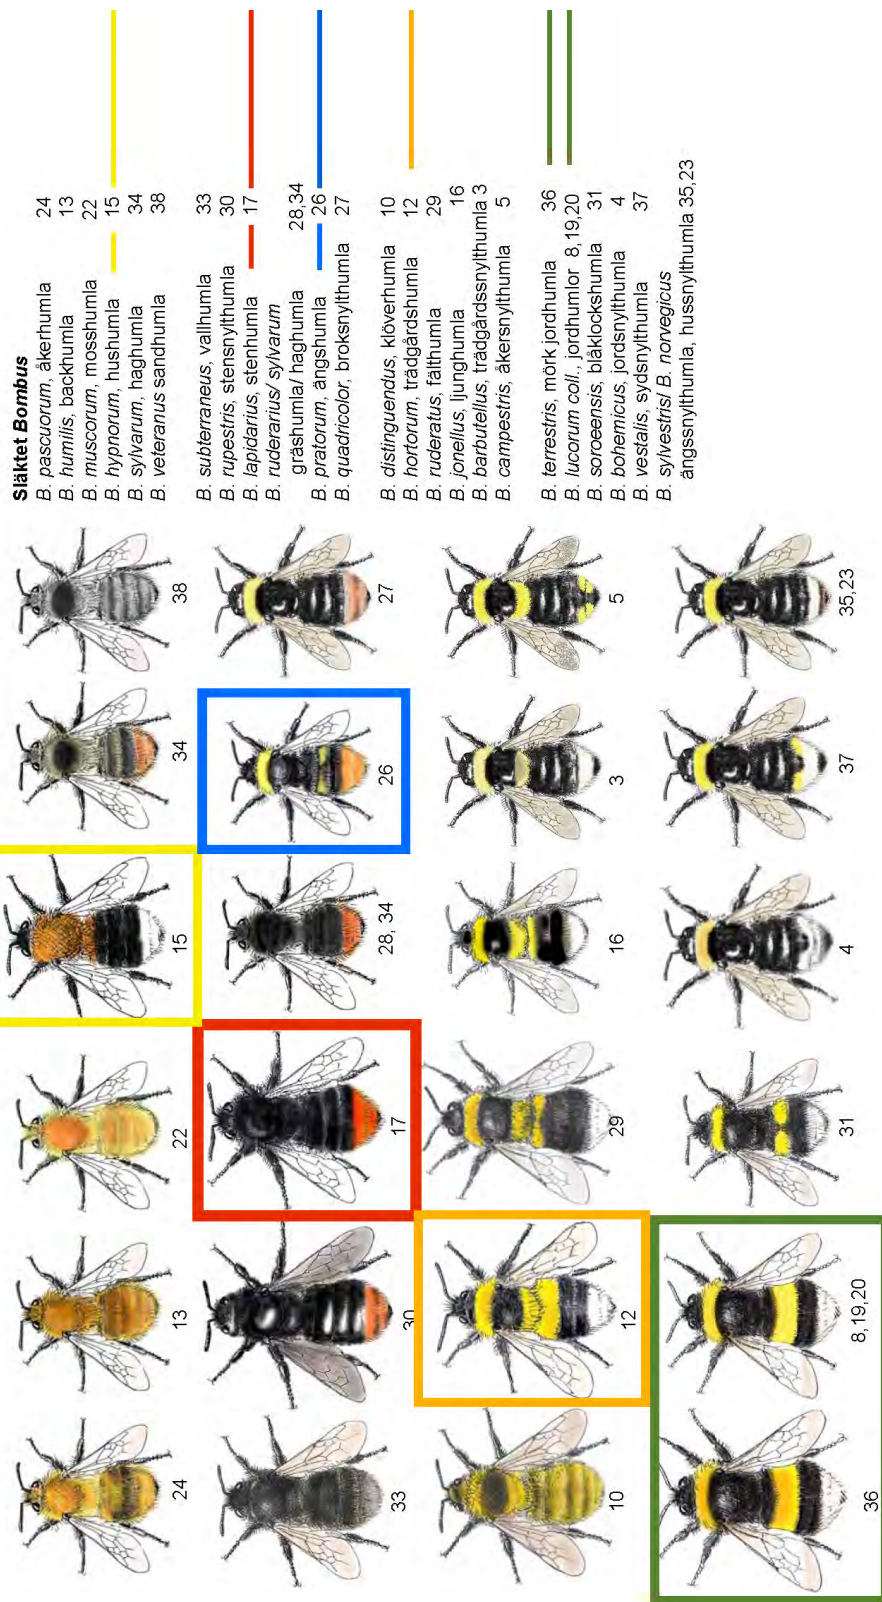 Släktet Bombus
B. pascuorum, åkerhumla 24
B. humilis, backhumla 13
B. muscorum, mosshumla 22
B. hypnorum, hushumla 15
B. sylvarum, haghumla 34
B. veteranus sandhumla 38
B. subterraneus, vallhumla 33
B. rupestris, stensnylthumla 30
B. lapidarius, stenhumla 17
B. ruderarius/ sylvarum
gräshumla/ haghumla 28,34
B. pratorum, ängshumla 26
B. quadricolor, broksnylthumla 27
B. distinguendus, klöverhumla 10
B. hortorum, trädgårdshumla 12
B. ruderatus, fälthumla 29
B. jonellus, ljunghumla 16
B. barbutellus, trädgårdssnylthumla 3
B. campestris, åkersnylthumla 5
B. terrestris, mörk jordhumla 36
B. lucorum coll., jordhumlor 8,19,20
B. soroeensis, blåklockshumla 31
B. bohemicus, jordsnylthumla 4
B. vestalis, sydsnylthumla 37
B. sylvestris/ B. norvegicus
ängssnylthumla, hussnylthumla 35,23
24 13 22 15 34 38
33 30 17 28, 34 26 27
10 12 29 16 3 5
36 8,19,20 31 4 37 35,23